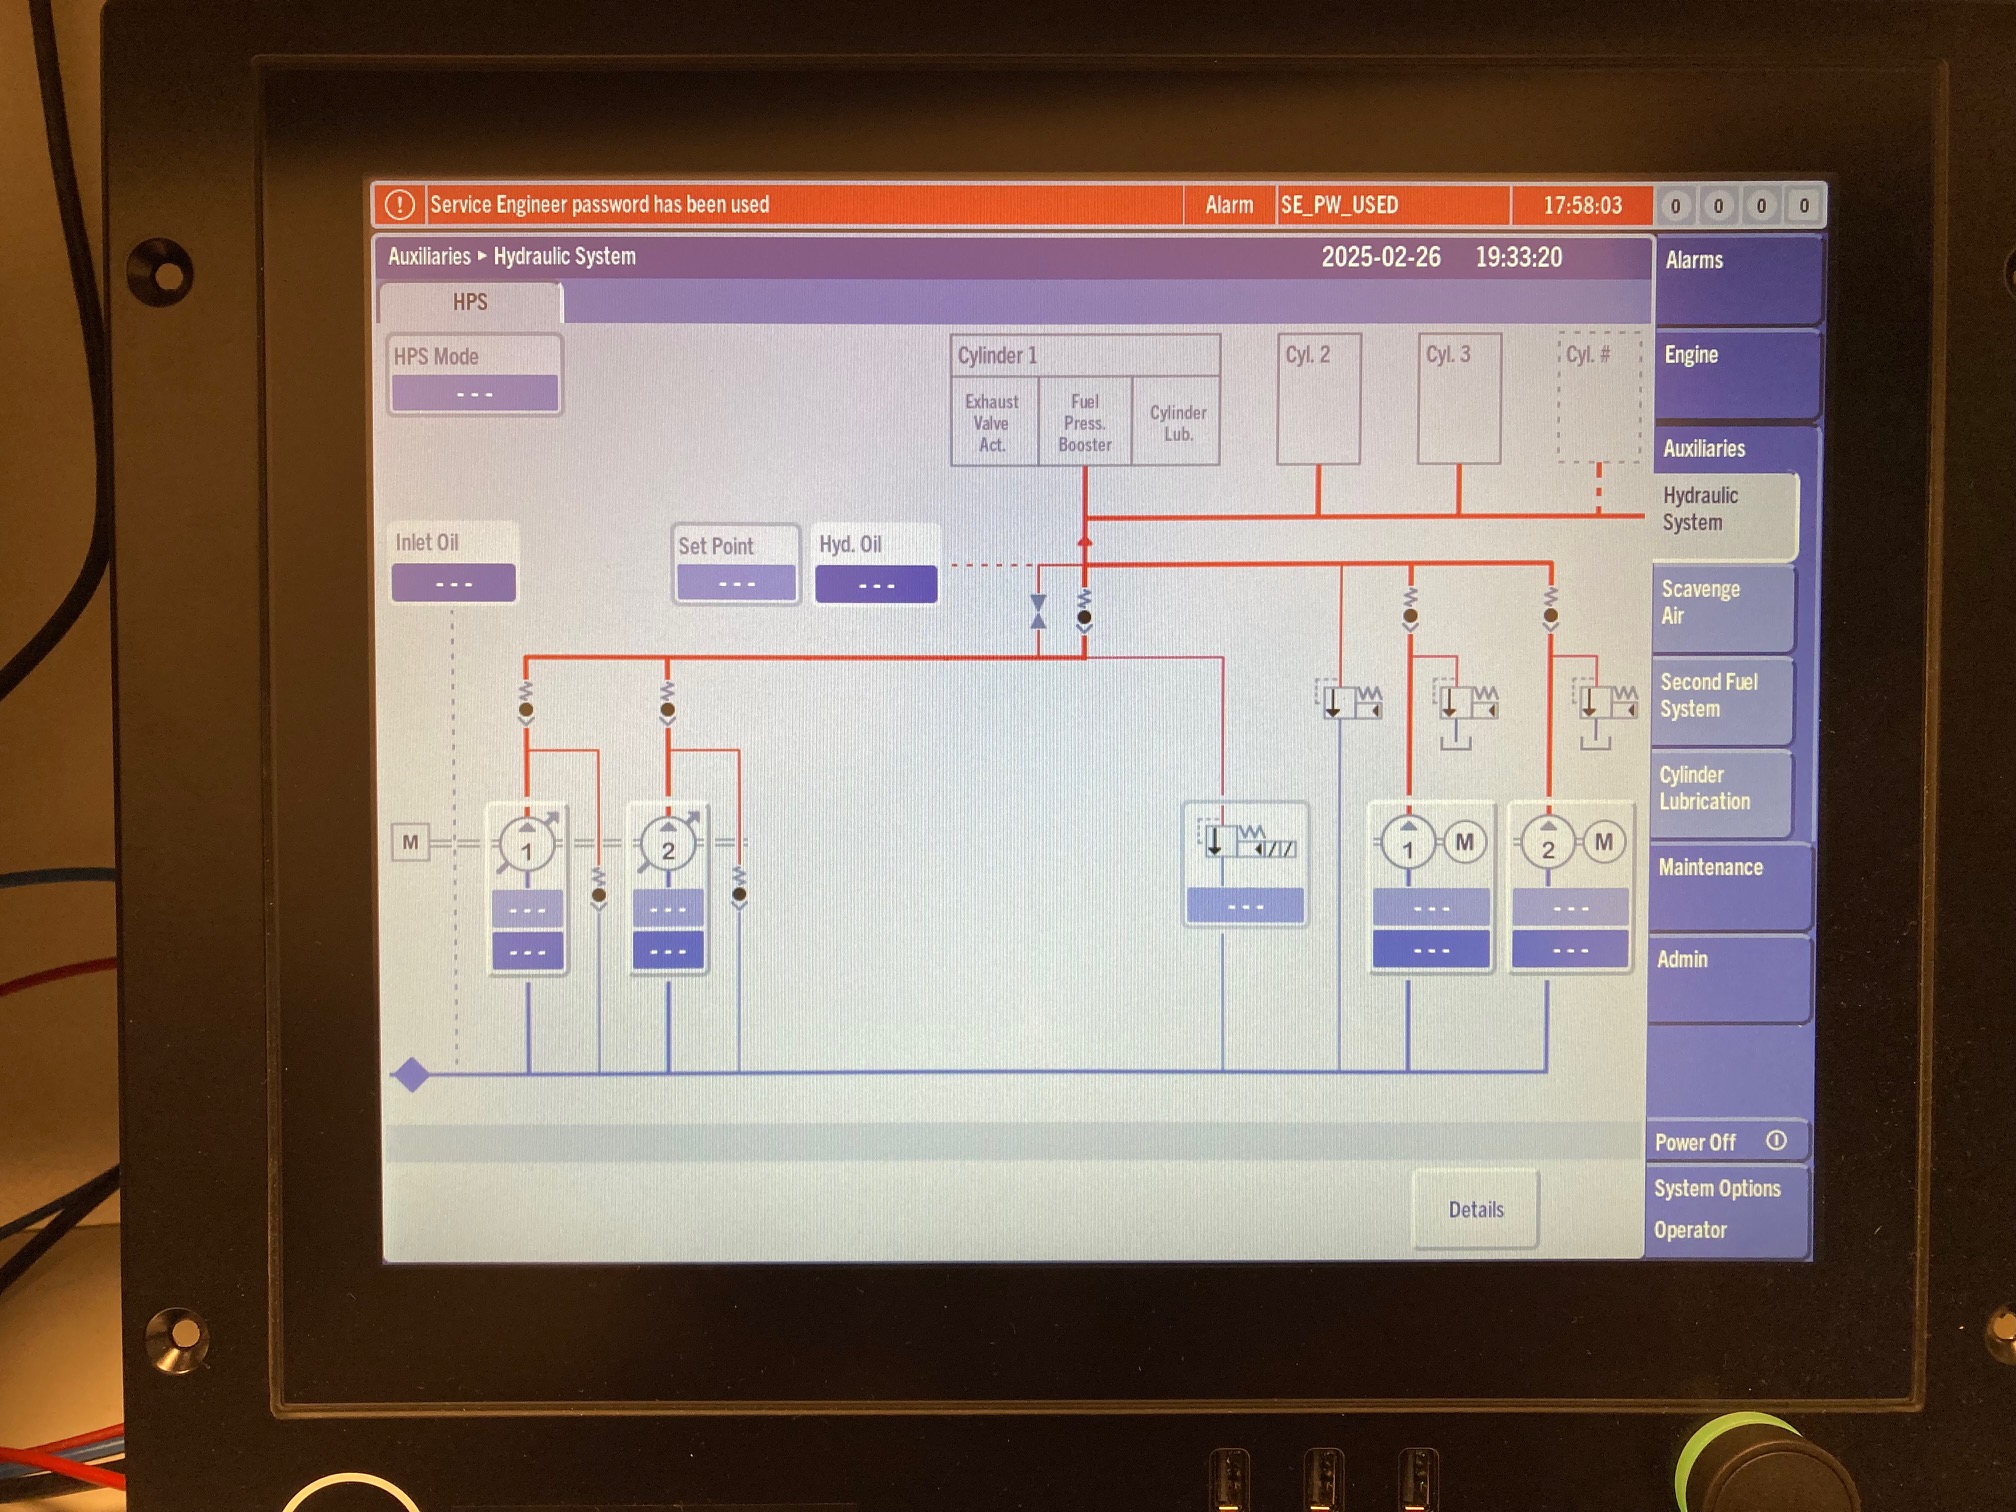 Service Engineer password has been used Alarm SE_PW_USED 17:58:03 0 0 0 0
Auxiliaries ▸ Hydraulic System 2025-02-26 19:33:20
HPS
HPS Mode
---
Cylinder 1
Exhaust
Valve
Act.
Fuel
Press.
Booster
Cylinder
Lub.
Cyl. 2
Cyl. 3
Cyl. #
Inlet Oil
---
Set Point
---
Hyd. Oil
---
M
1
---
---
2
---
---
---
1 M
---
---
2 M
---
---
Details
Alarms
Engine
Auxiliaries
Hydraulic
System
Scavenge
Air
Second Fuel
System
Cylinder
Lubrication
Maintenance
Admin
Power Off
System Options
Operator